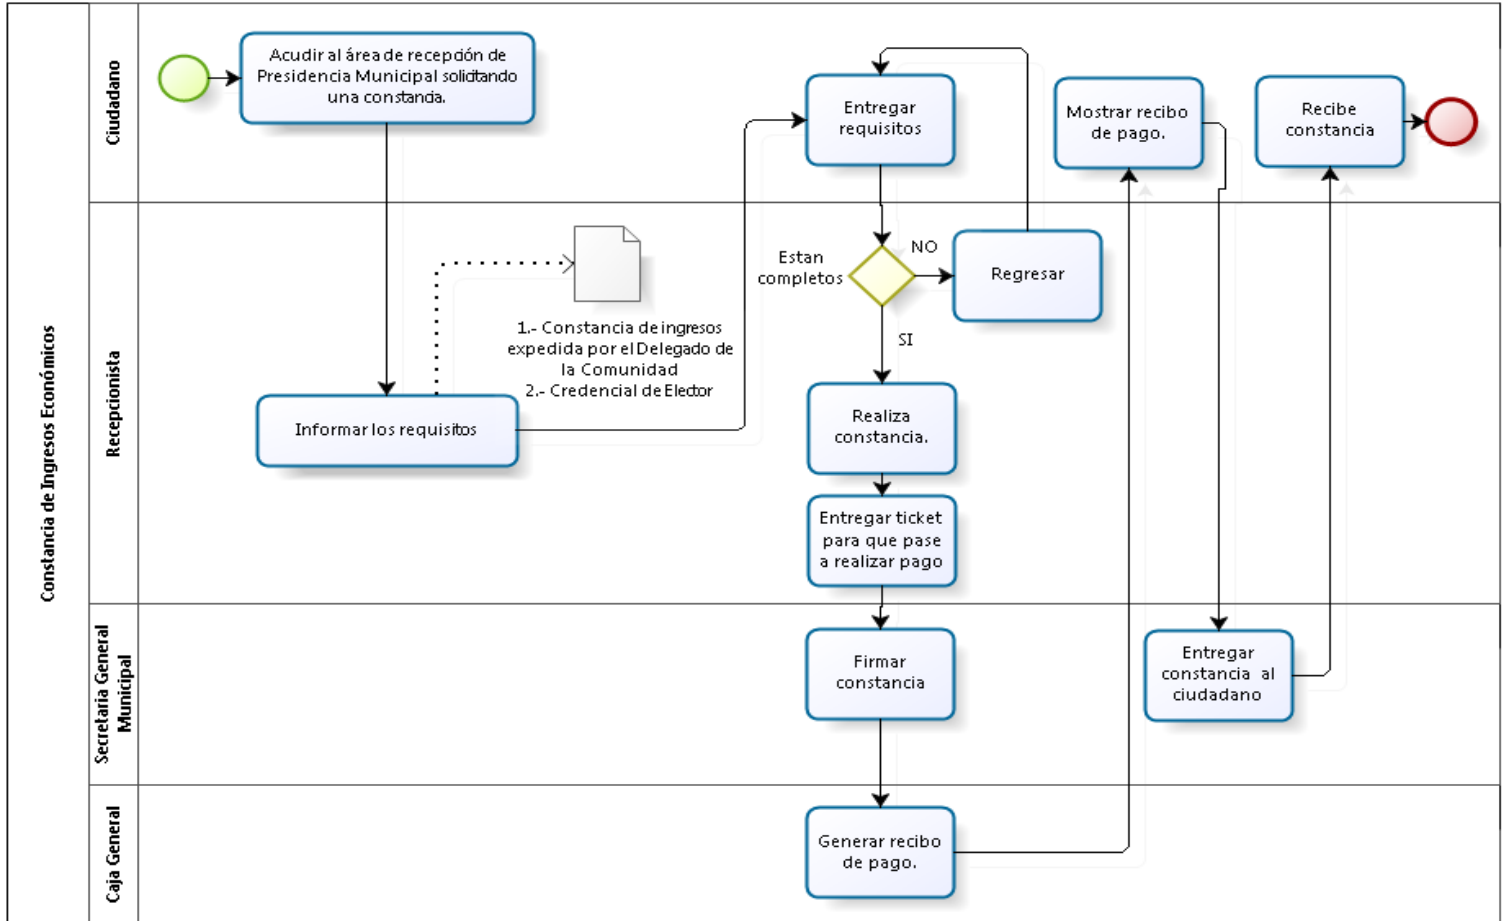 Constancia de Ingresos Económicos
Ciudadano
Acudir al área de recepción de
Presidencia Municipal solicitando
una constancia.
Entregar
requisitos
Mostrar recibo
de pago.
Recibe
constancia
Recepcionista
Informar los requisitos
1.- Constancia de ingresos
expedida por el Delegado de
la Comunidad
2.- Credencial de Elector
Estan
completos
NO
Regresar
SI
Realiza
constancia.
Entregar ticket
para que pase
a realizar pago
Secretaria General
Municipal
Firmar
constancia
Entregar
constancia al
ciudadano
Caja General
Generar recibo
de pago.